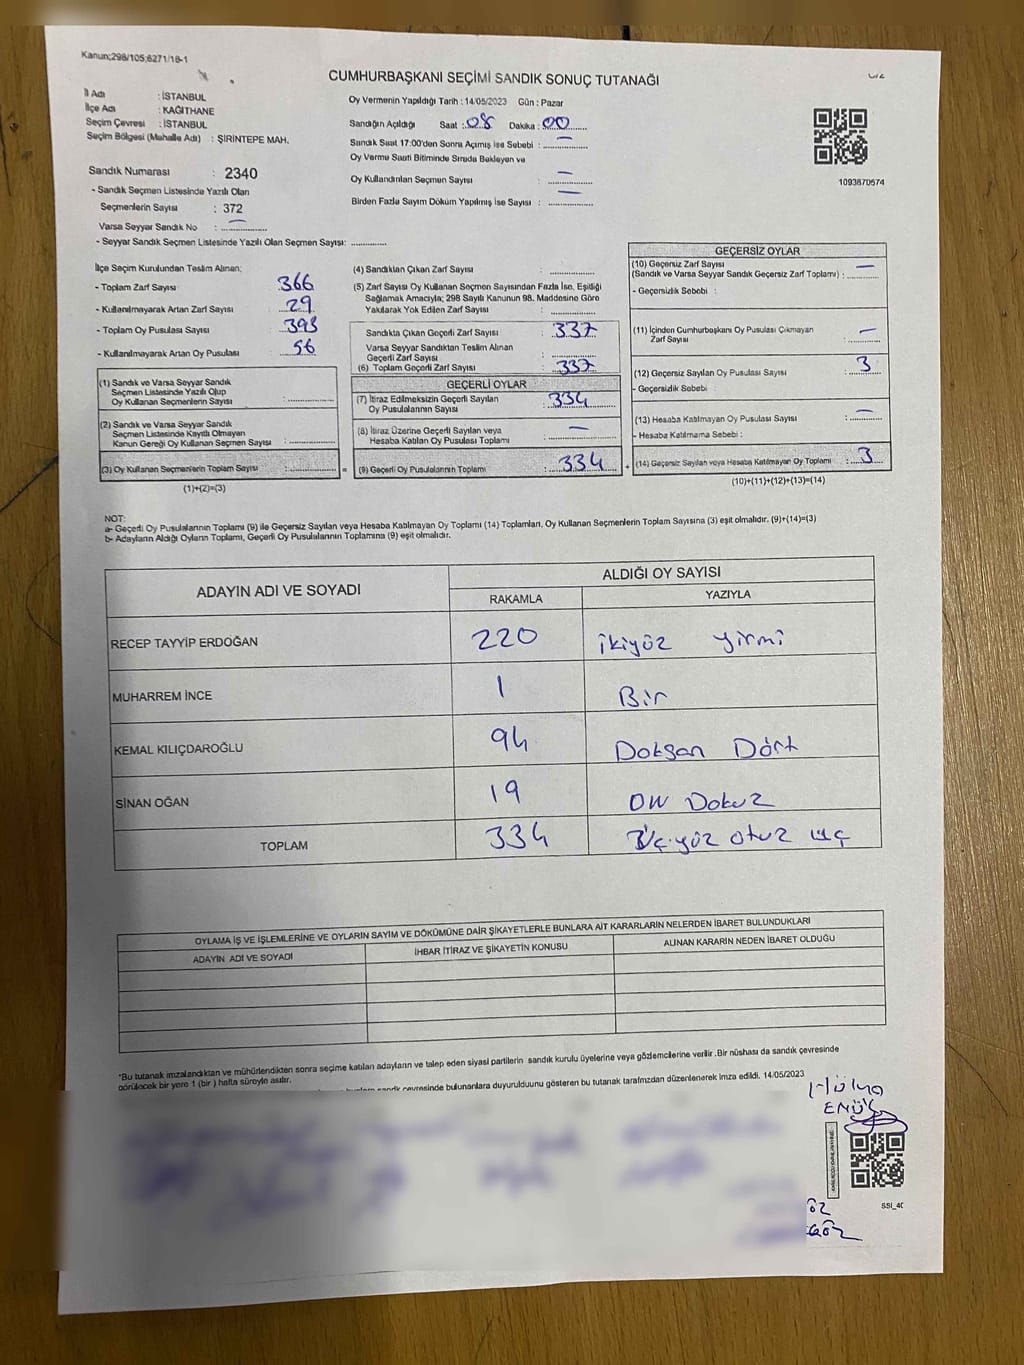 Kanun;298/105;6271/18-1
CUMHURBAŞKANI SEÇİMİ SANDIK SONUÇ TUTANAĞI
İl Adı : İSTANBUL
İlçe Adı : KAĞITHANE
Seçim Çevresi : İSTANBUL
Seçim Bölgesi (Mahalle Adı) : ŞİRİNTEPE MAH.
Sandık Numarası : 2340
- Sandık Seçmen Listesinde Yazılı Olan
Seçmenlerin Sayısı : 372
Varsa Seyyar Sandık No : —
- Seyyar Sandık Seçmen Listesinde Yazılı Olan Seçmen Sayısı: ..............
Oy Vermenin Yapıldığı Tarih : 14/05/2023 Gün : Pazar
Sandığın Açıldığı Saat : 08 Dakika : 00
Sandık Saat 17:00'den Sonra Açımış ise Sebebi : —
Oy Verme Saati Bitiminde Sırada Bekleyen ve
Oy Kullandırılan Seçmen Sayısı : —
Birden Fazla Sayım Döküm Yapılmış İse Sayısı : —
1093870574
İlçe Seçim Kurulundan Teslim Alınan;
- Toplam Zarf Sayısı : 366
- Kullanılmayarak Artan Zarf Sayısı : 29
- Toplam Oy Pusulası Sayısı : 393
- Kullanılmayarak Artan Oy Pusulası : 56
(1) Sandık ve Varsa Seyyar Sandık
Seçmen Listesinde Yazılı Olup
Oy Kullanan Seçmenlerin Sayısı :
(2) Sandık ve Varsa Seyyar Sandık
Seçmen Listesinde Kayıtlı Olmayan
Kanun Gereği Oy Kullanan Seçmen Sayısı :
(3) Oy Kullanan Seçmenlerin Toplam Sayısı : =
(1)+(2)=(3)
(4) Sandıktan Çıkan Zarf Sayısı :
(5) Zarf Sayısı Oy Kullanan Seçmen Sayısından Fazla İse, Eşitliği
Sağlamak Amacıyla; 298 Sayılı Kanunun 98. Maddesine Göre
Yakılarak Yok Edilen Zarf Sayısı :
Sandıkta Çıkan Geçerli Zarf Sayısı : 337
Varsa Seyyar Sandıktan Teslim Alınan
Geçerli Zarf Sayısı :
(6) Toplam Geçerli Zarf Sayısı : 337
GEÇERLİ OYLAR
(7) İtiraz Edilmeksizin Geçerli Sayılan
Oy Pusulalarının Sayısı : 334
(8) İtiraz Üzerine Geçerli Sayılan veya
Hesaba Katılan Oy Pusulası Toplamı : —
(9) Geçerli Oy Pusulalarının Toplamı : 334 +
GEÇERSİZ OYLAR
(10) Geçersiz Zarf Sayısı —
(Sandık ve Varsa Seyyar Sandık Geçersiz Zarf Toplamı) :
- Geçersizlik Sebebi :
(11) İçinden Cumhurbaşkanı Oy Pusulası Çıkmayan
Zarf Sayısı : —
(12) Geçersiz Sayılan Oy Pusulası Sayısı : 3
- Geçersizlik Sebebi :
(13) Hesaba Katılmayan Oy Pusulası Sayısı : —
- Hesaba Katılmama Sebebi :
(14) Geçersiz Sayılan veya Hesaba Katılmayan Oy Toplamı : 3
(10)+(11)+(12)+(13)=(14)
NOT:
a- Geçerli Oy Pusulalarının Toplamı (9) ile Geçersiz Sayılan veya Hesaba Katılmayan Oy Toplamı (14) Toplamları, Oy Kullanan Seçmenlerin Toplam Sayısına (3) eşit olmalıdır. (9)+(14)=(3)
b- Adayların Aldığı Oyların Toplamı, Geçerli Oy Pusulalarının Toplamına (9) eşit olmalıdır.
ADAYIN ADI VE SOYADI ALDIĞI OY SAYISI
RAKAMLA YAZIYLA
RECEP TAYYİP ERDOĞAN 220 ikiyüz yirmi
MUHARREM İNCE 1 Bir
KEMAL KILIÇDAROĞLU 94 Doksan Dört
SİNAN OĞAN 19 ON Dokuz
TOPLAM 334 Üçyüz otuz üç
OYLAMA İŞ VE İŞLEMLERİNE VE OYLARIN SAYIM VE DÖKÜMÜNE DAİR ŞİKAYETLERLE BUNLARA AİT KARARLARIN NELERDEN İBARET BULUNDUKLARI
ADAYIN ADI VE SOYADI İHBAR İTİRAZ VE ŞİKAYETİN KONUSU ALINAN KARARIN NEDEN İBARET OLDUĞU
*Bu tutanak imzalandıktan ve mühürlendikten sonra seçime katılan adayların ve talep eden siyasi partilerin sandık kurulu üyelerine veya gözlemcilerine verilir .Bir nüshası da sandık çevresinde
görülecek bir yere 1 (bir ) hafta süreyle asılır.
sandık çevresinde bulunanlara duyurulduunu gösteren bu tutanak tarafımzdan düzenlenerek imza edildi. 14/05/2023
Hülya
SSI_4C